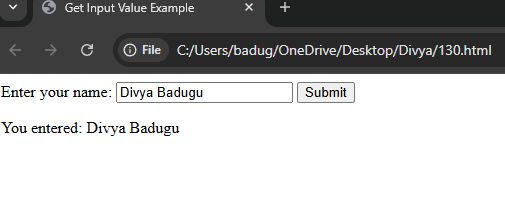 Get Input Value Example
File C:/Users/badug/OneDrive/Desktop/Divya/130.html
Enter your name: Divya Badugu Submit
You entered: Divya Badugu